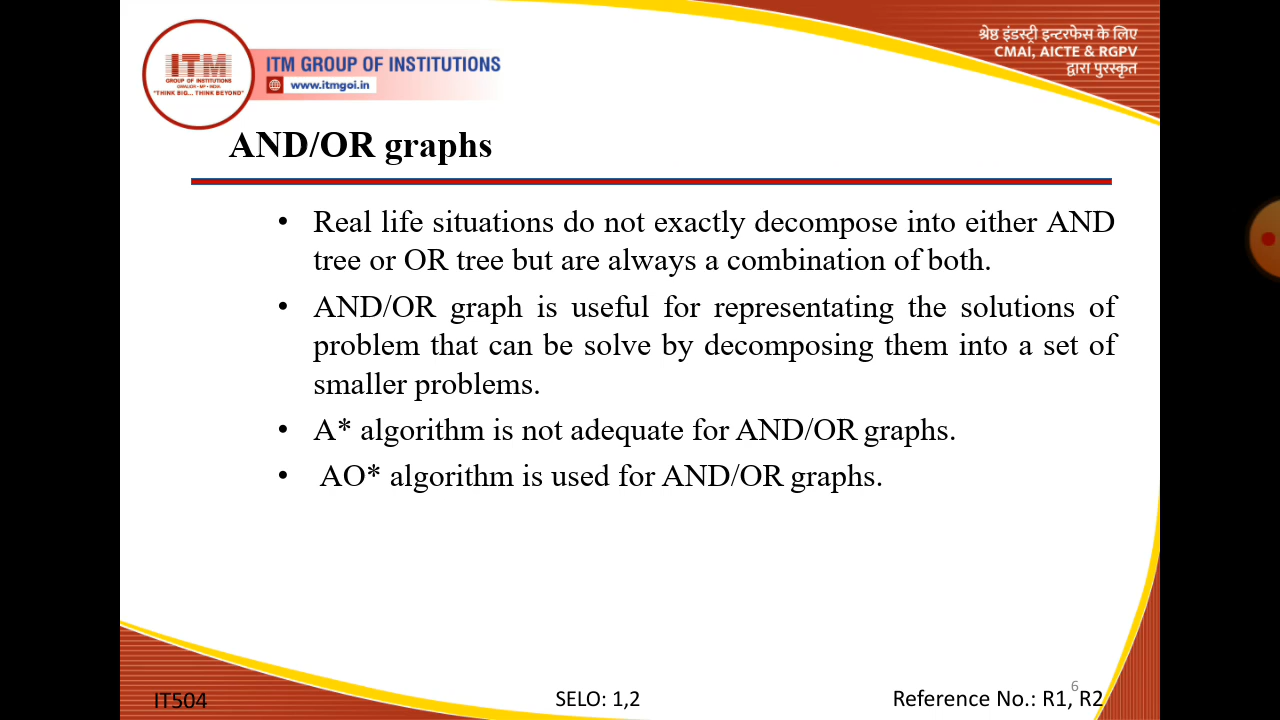 ITM
GROUP OF INSTITUTIONS
GWALIOR • MP • INDIA
"THINK BIG... THINK BEYOND"
ITM GROUP OF INSTITUTIONS
www.itmgoi.in
श्रेष्ठ इंडस्ट्री इन्टरफेस के लिए
CMAI, AICTE & RGPV
द्वारा पुरस्कृत
AND/OR graphs
• Real life situations do not exactly decompose into either AND
tree or OR tree but are always a combination of both.
• AND/OR graph is useful for representating the solutions of
problem that can be solve by decomposing them into a set of
smaller problems.
• A* algorithm is not adequate for AND/OR graphs.
• AO* algorithm is used for AND/OR graphs.
IT504
SELO: 1,2
6
Reference No.: R1, R2